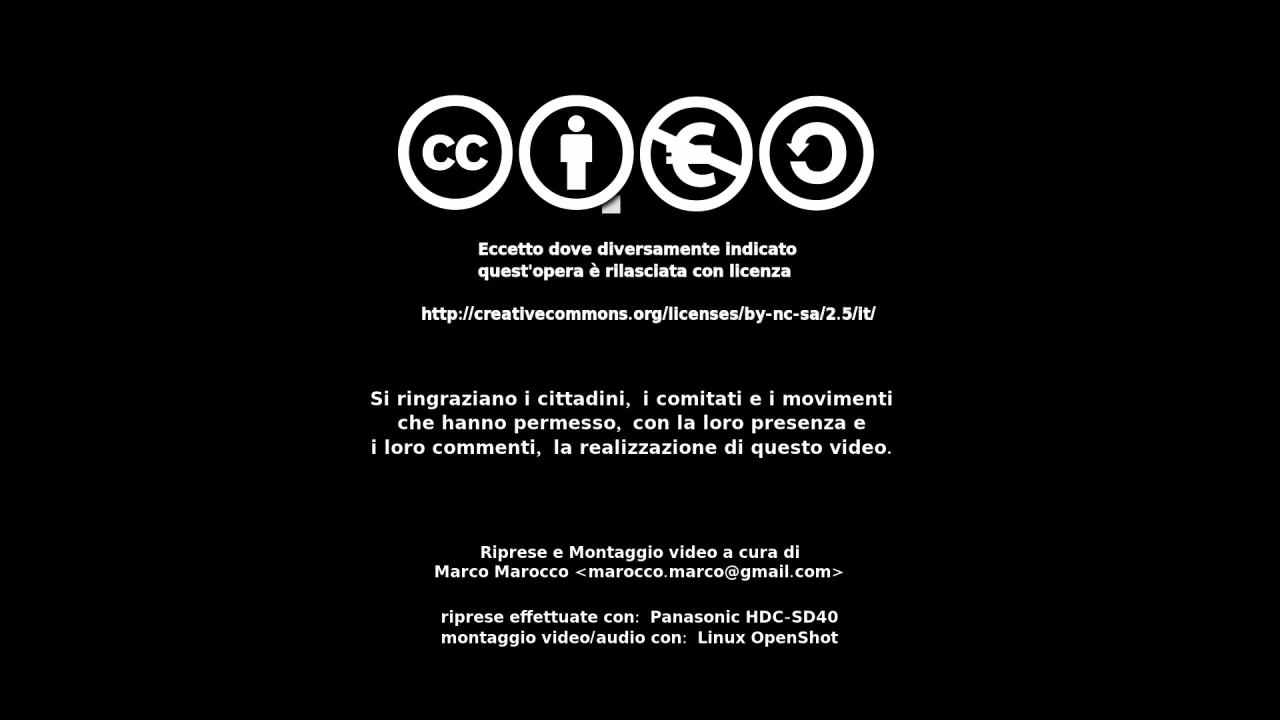 cc
Eccetto dove diversamente indicato
quest'opera è rilasciata con licenza
http://creativecommons.org/licenses/by-nc-sa/2.5/it/
Si ringraziano i cittadini, i comitati e i movimenti
che hanno permesso, con la loro presenza e
i loro commenti, la realizzazione di questo video.
Riprese e Montaggio video a cura di
Marco Marocco <marocco.marco@gmail.com>
riprese effettuate con: Panasonic HDC-SD40
montaggio video/audio con: Linux OpenShot